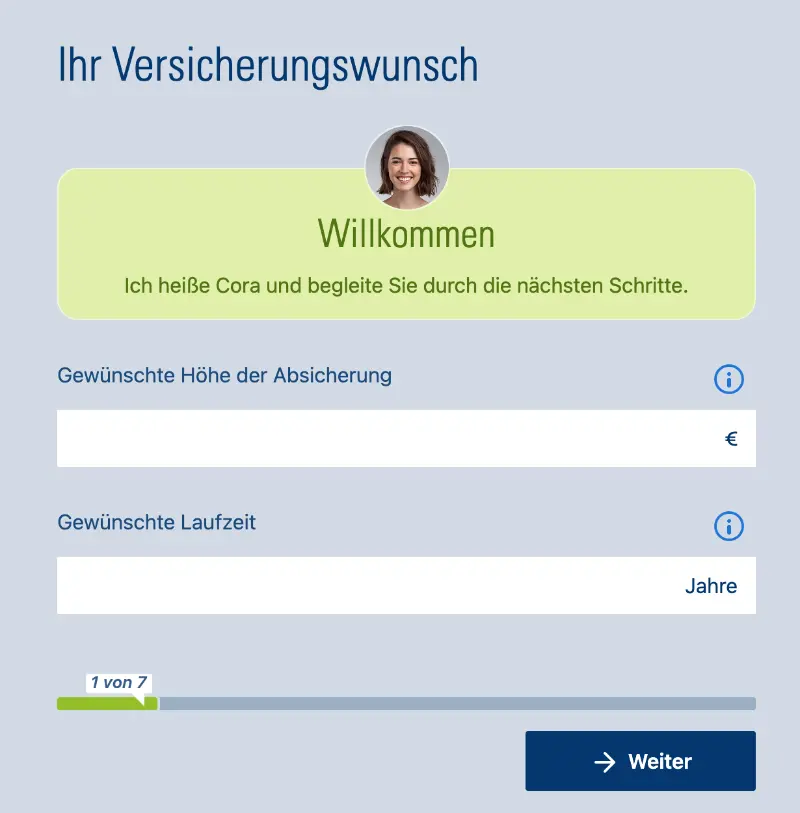 Ihr Versicherungswunsch
Willkommen
Ich heiße Cora und begleite Sie durch die nächsten Schritte.
Gewünschte Höhe der Absicherung
€
Gewünschte Laufzeit
Jahre
1 von 7
Weiter